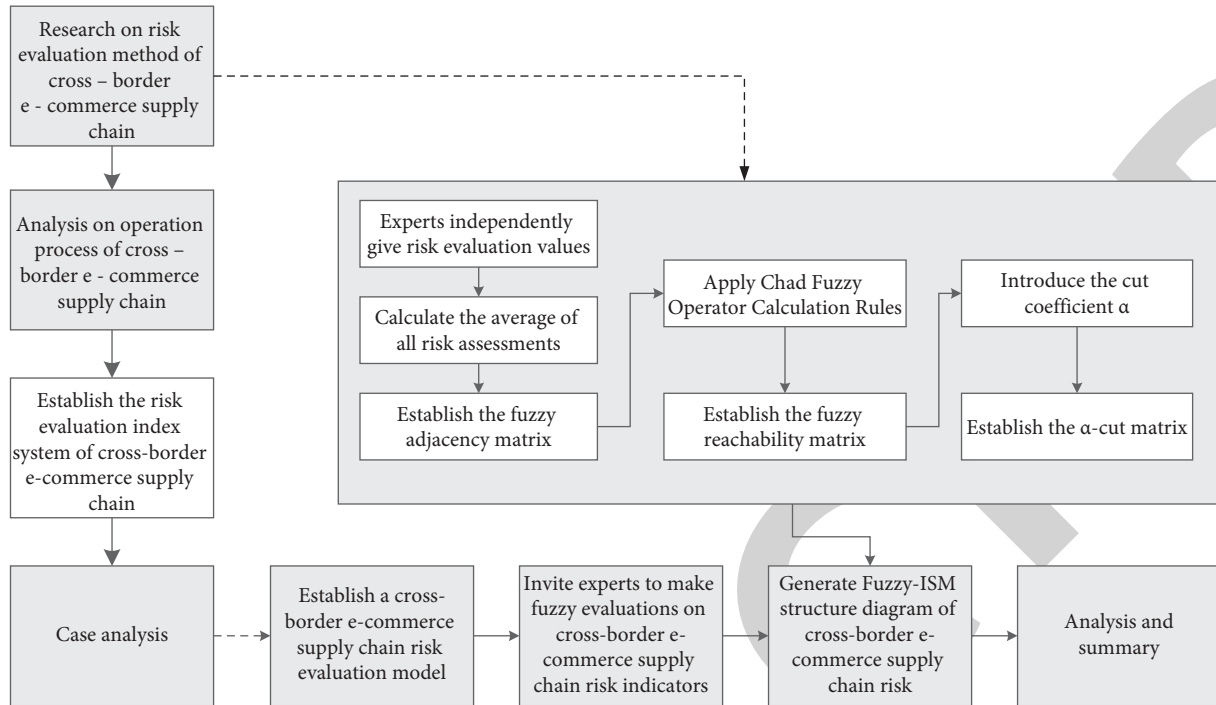 Research on risk
evaluation method of
cross – border
e - commerce supply
chain
Analysis on operation
process of cross –
border e - commerce
supply chain
Establish the risk
evaluation index
system of cross-border
e-commerce supply
chain
Case analysis
Experts independently
give risk evaluation values
Calculate the average of
all risk assessments
Establish the fuzzy
adjacency matrix
Apply Chad Fuzzy
Operator Calculation Rules
Establish the fuzzy
reachability matrix
Introduce the cut
coefficient α
Establish the α-cut matrix
Establish a cross-
border e-commerce
supply chain risk
evaluation model
Invite experts to make
fuzzy evaluations on
cross-border e-
commerce supply
chain risk indicators
Generate Fuzzy-ISM
structure diagram of
cross-border e-
commerce supply
chain risk
Analysis and
summary